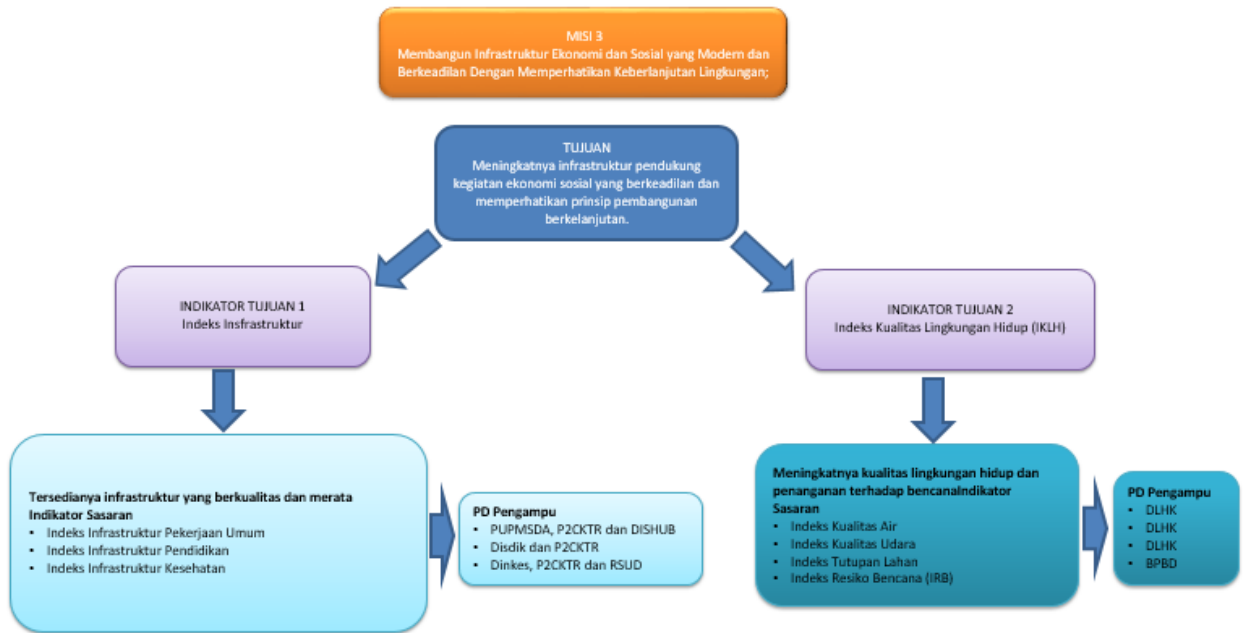 MISI 3
Membangun Infrastruktur Ekonomi dan Sosial yang Modern dan
Berkeadilan Dengan Memperhatikan Keberlanjutan Lingkungan;
TUJUAN
Meningkatnya infrastruktur pendukung
kegiatan ekonomi sosial yang berkeadilan dan
memperhatikan prinsip pembangunan
berkelanjutan.
INDIKATOR TUJUAN 1
Indeks Insfrastruktur
INDIKATOR TUJUAN 2
Indeks Kualitas Lingkungan Hidup (IKLH)
Tersedianya infrastruktur yang berkualitas dan merata
Indikator Sasaran
• Indeks Infrastruktur Pekerjaan Umum
• Indeks Infrastruktur Pendidikan
• Indeks Infrastruktur Kesehatan
PD Pengampu
• PUPMSDA, P2CKTR dan DISHUB
• Disdik dan P2CKTR
• Dinkes, P2CKTR dan RSUD
Meningkatnya kualitas lingkungan hidup dan
penanganan terhadap bencanaIndikator
Sasaran
• Indeks Kualitas Air
• Indeks Kualitas Udara
• Indeks Tutupan Lahan
• Indeks Resiko Bencana (IRB)
PD Pengampu
• DLHK
• DLHK
• DLHK
• BPBD